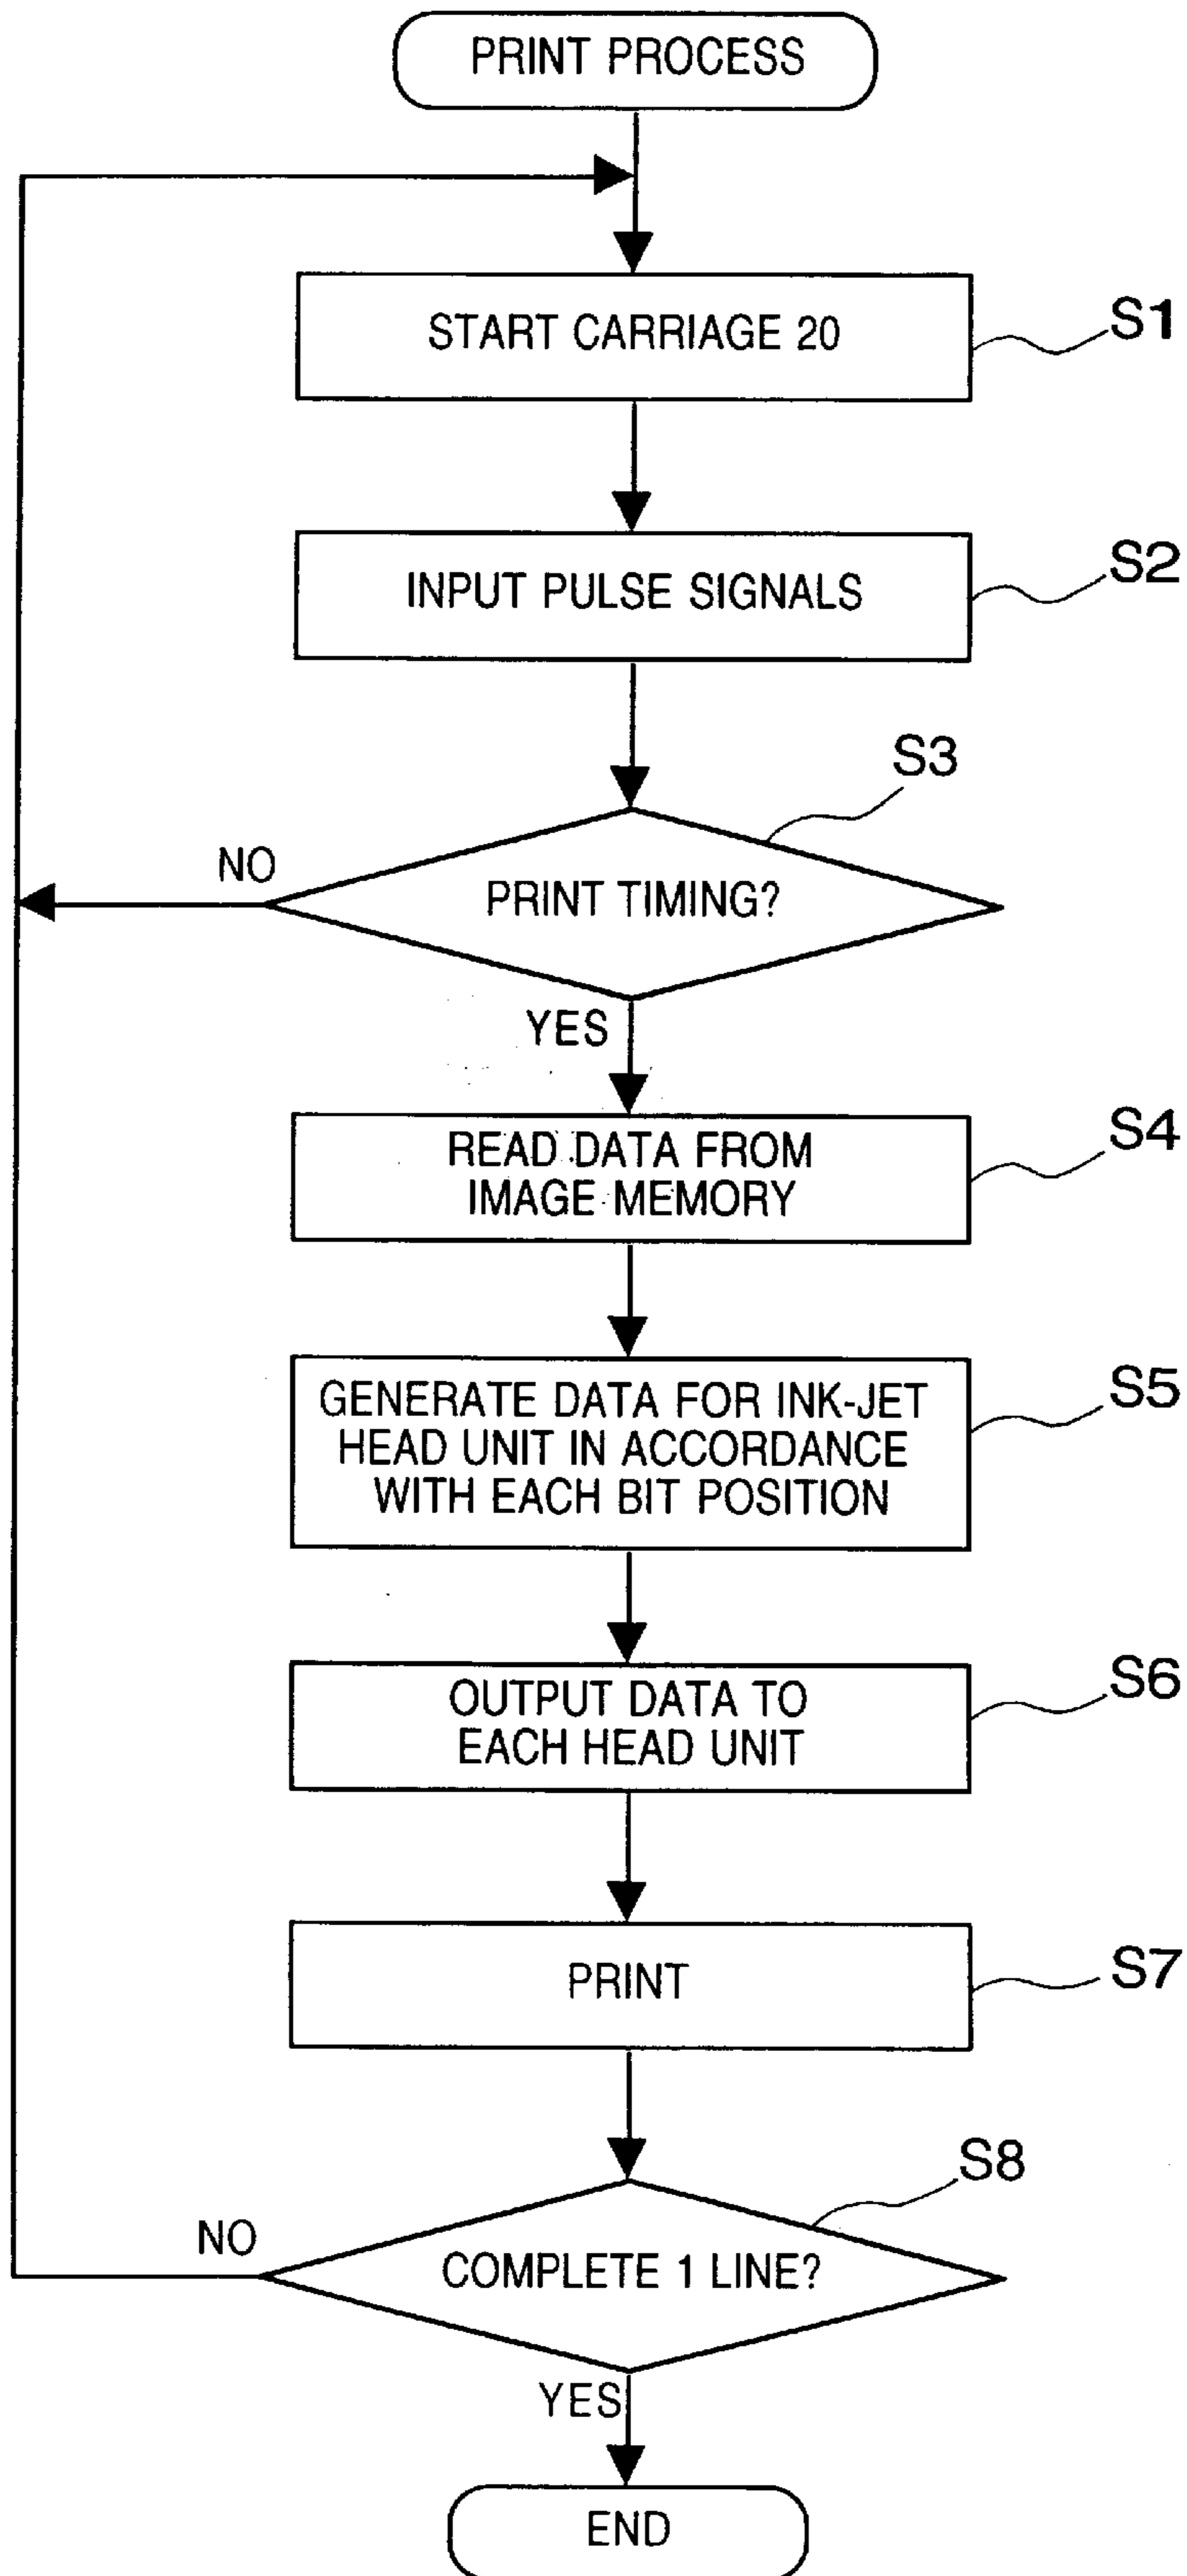 PRINT PROCESS
START CARRIAGE 20
S1
INPUT PULSE SIGNALS
S2
S3
NO
PRINT TIMING?
YES
READ DATA FROM
IMAGE MEMORY
S4
GENERATE DATA FOR INK-JET
HEAD UNIT IN ACCORDANCE
WITH EACH BIT POSITION
S5
OUTPUT DATA TO
EACH HEAD UNIT
S6
PRINT
S7
S8
NO
COMPLETE 1 LINE?
YES
END